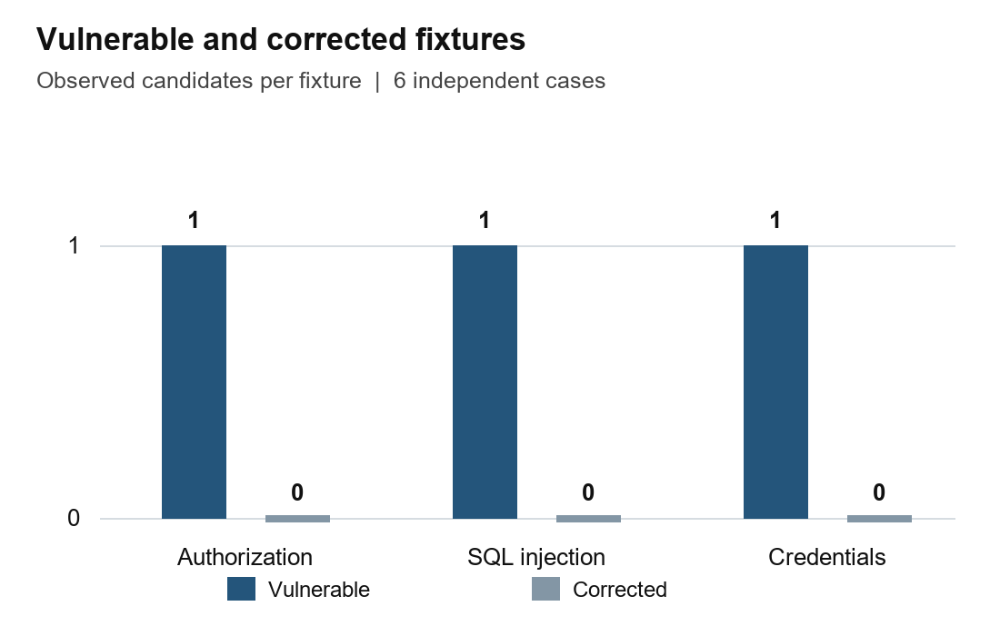 Vulnerable and corrected fixtures
Observed candidates per fixture | 6 independent cases
1 1 1
1
0 0 0
0
Authorization SQL injection Credentials
Vulnerable Corrected